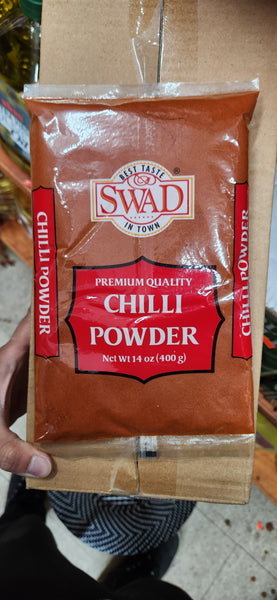 BEST TASTE
&
SWAD®
IN TOWN
PREMIUM QUALITY
CHILLI
POWDER
Net Wt 14 oz (400 g)
CHILLI POWDER
CHILLI POWDER